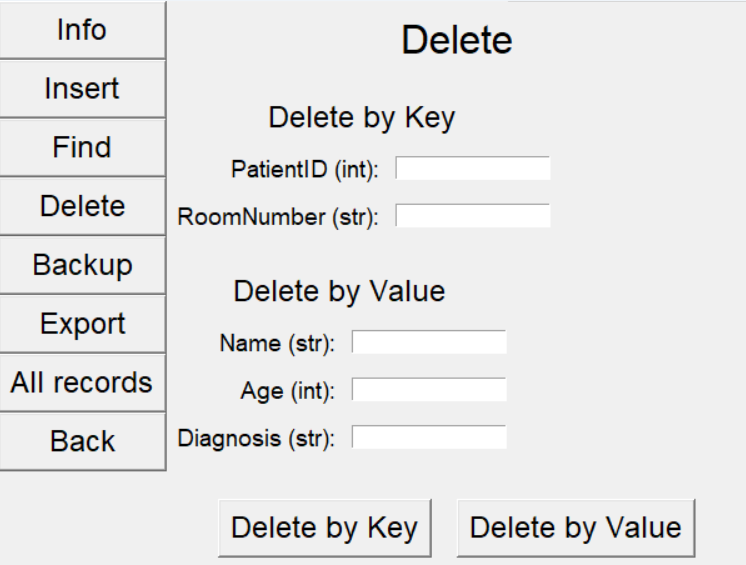 Info
Insert
Find
Delete
Backup
Export
All records
Back
Delete
Delete by Key
PatientID (int):
RoomNumber (str):
Delete by Value
Name (str):
Age (int):
Diagnosis (str):
Delete by Key
Delete by Value